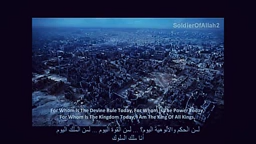 SoldierOfAllah2
For Whom Is The Devine Rule Today, For Whom Is The Power Today,
For Whom Is The Kingdom Today, I Am The King Of All Kings.
لمن الحكم و الألوهية اليوم؟ .. لمن القوة اليوم .. لمن الملك اليوم
أنا ملك الملوك